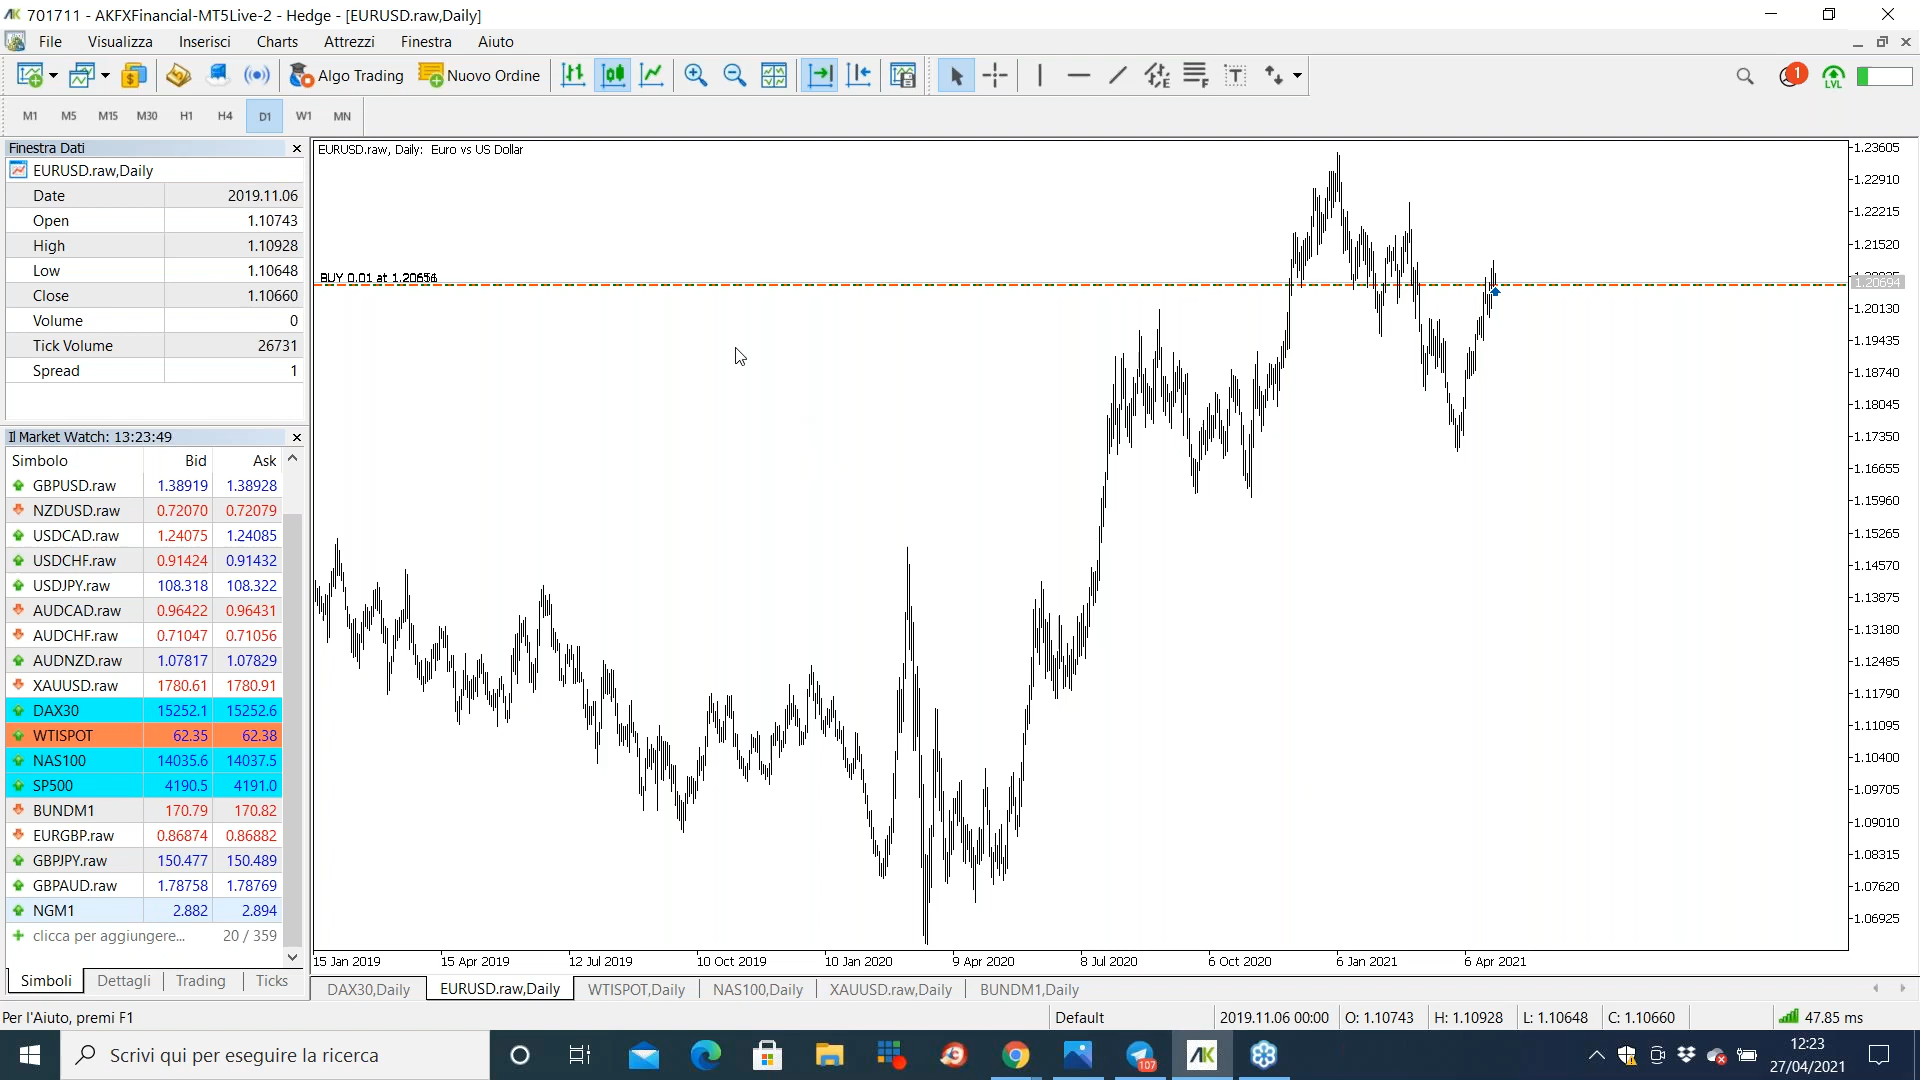 701711 - AKFXFinancial-MT5Live-2 - Hedge - [EURUSD.raw,Daily]
File Visualizza Inserisci Charts Attrezzi Finestra Aiuto
Algo Trading Nuovo Ordine
1
LVL
M1 M5 M15 M30 H1 H4 D1 W1 MN
Finestra Dati
EURUSD.raw,Daily
Date 2019.11.06
Open 1.10743
High 1.10928
Low 1.10648
Close 1.10660
Volume 0
Tick Volume 26731
Spread 1
Il Market Watch: 13:23:49
Simbolo Bid Ask
GBPUSD.raw 1.38919 1.38928
NZDUSD.raw 0.72070 0.72079
USDCAD.raw 1.24075 1.24085
USDCHF.raw 0.91424 0.91432
USDJPY.raw 108.318 108.322
AUDCAD.raw 0.96422 0.96431
AUDCHF.raw 0.71047 0.71056
AUDNZD.raw 1.07817 1.07829
XAUUSD.raw 1780.61 1780.91
DAX30 15252.1 15252.6
WTISPOT 62.35 62.38
NAS100 14035.6 14037.5
SP500 4190.5 4191.0
BUNDM1 170.79 170.82
EURGBP.raw 0.86874 0.86882
GBPJPY.raw 150.477 150.489
GBPAUD.raw 1.78758 1.78769
NGM1 2.882 2.894
clicca per aggiungere... 20 / 359
Simboli Dettagli Trading Ticks
EURUSD.raw, Daily: Euro vs US Dollar
BUY 0.01 at
1.23605
1.22910
1.22215
1.21520
1.20694
1.20130
1.19435
1.18740
1.18045
1.17350
1.16655
1.15960
1.15265
1.14570
1.13875
1.13180
1.12485
1.11790
1.11095
1.10400
1.09705
1.09010
1.08315
1.07620
1.06925
15 Jan 2019 15 Apr 2019 12 Jul 2019 10 Oct 2019 10 Jan 2020 9 Apr 2020 8 Jul 2020 6 Oct 2020 6 Jan 2021 6 Apr 2021
DAX30,Daily EURUSD.raw,Daily WTISPOT,Daily NAS100,Daily XAUUSD.raw,Daily BUNDM1,Daily
Per l'Aiuto, premi F1 Default 2019.11.06 00:00 O: 1.10743 H: 1.10928 L: 1.10648 C: 1.10660 47.85 ms
Scrivi qui per eseguire la ricerca
107
AK
12:23
27/04/2021